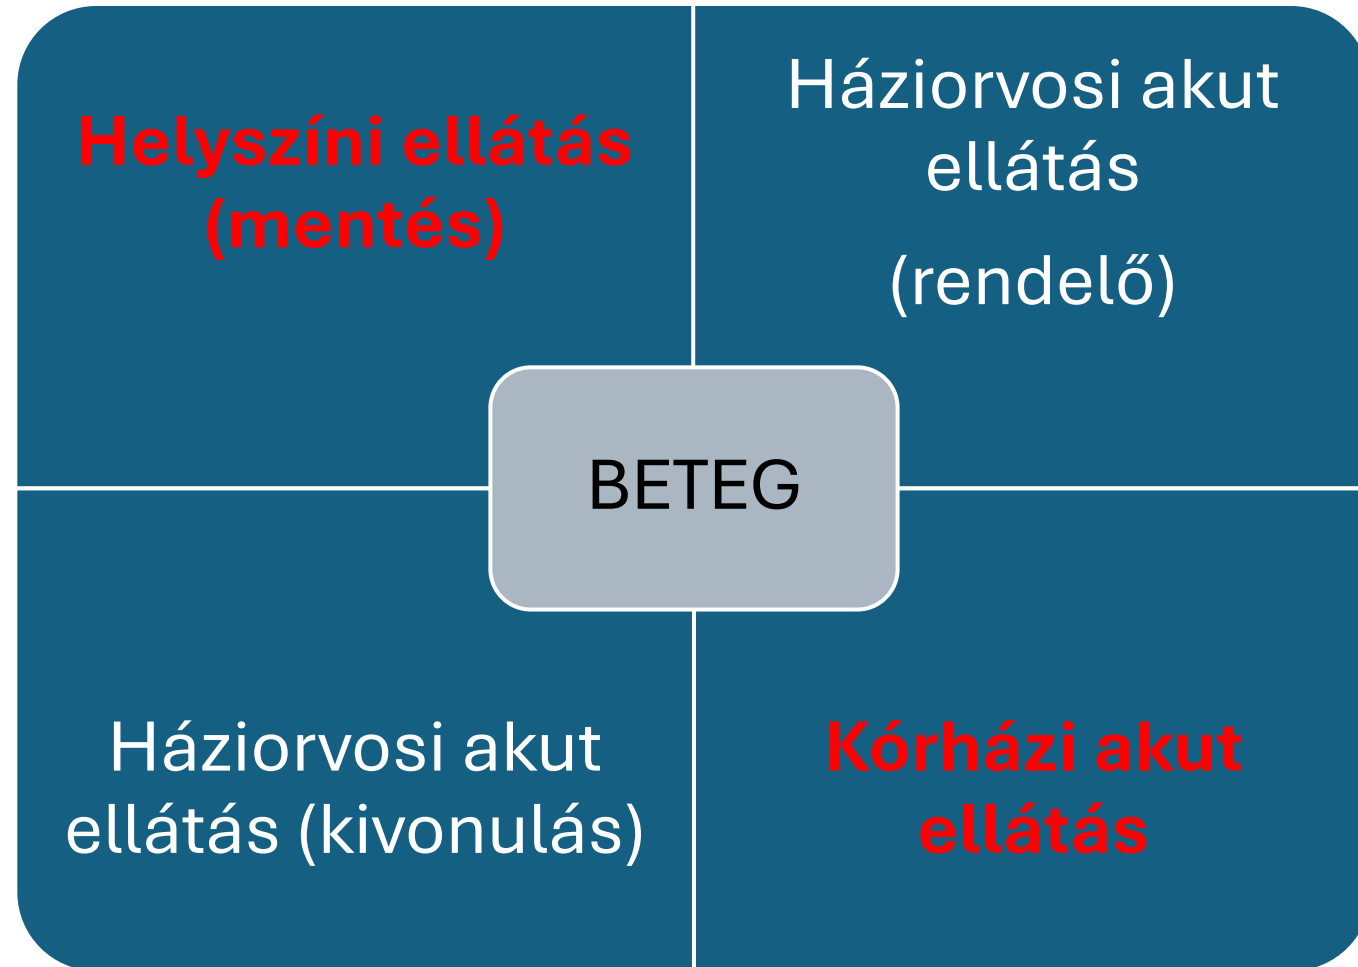 Helyszíni ellátás
(mentés)
Háziorvosi akut
ellátás
(rendelő)
BETEG
Háziorvosi akut
ellátás (kivonulás)
Kórházi akut
ellátás